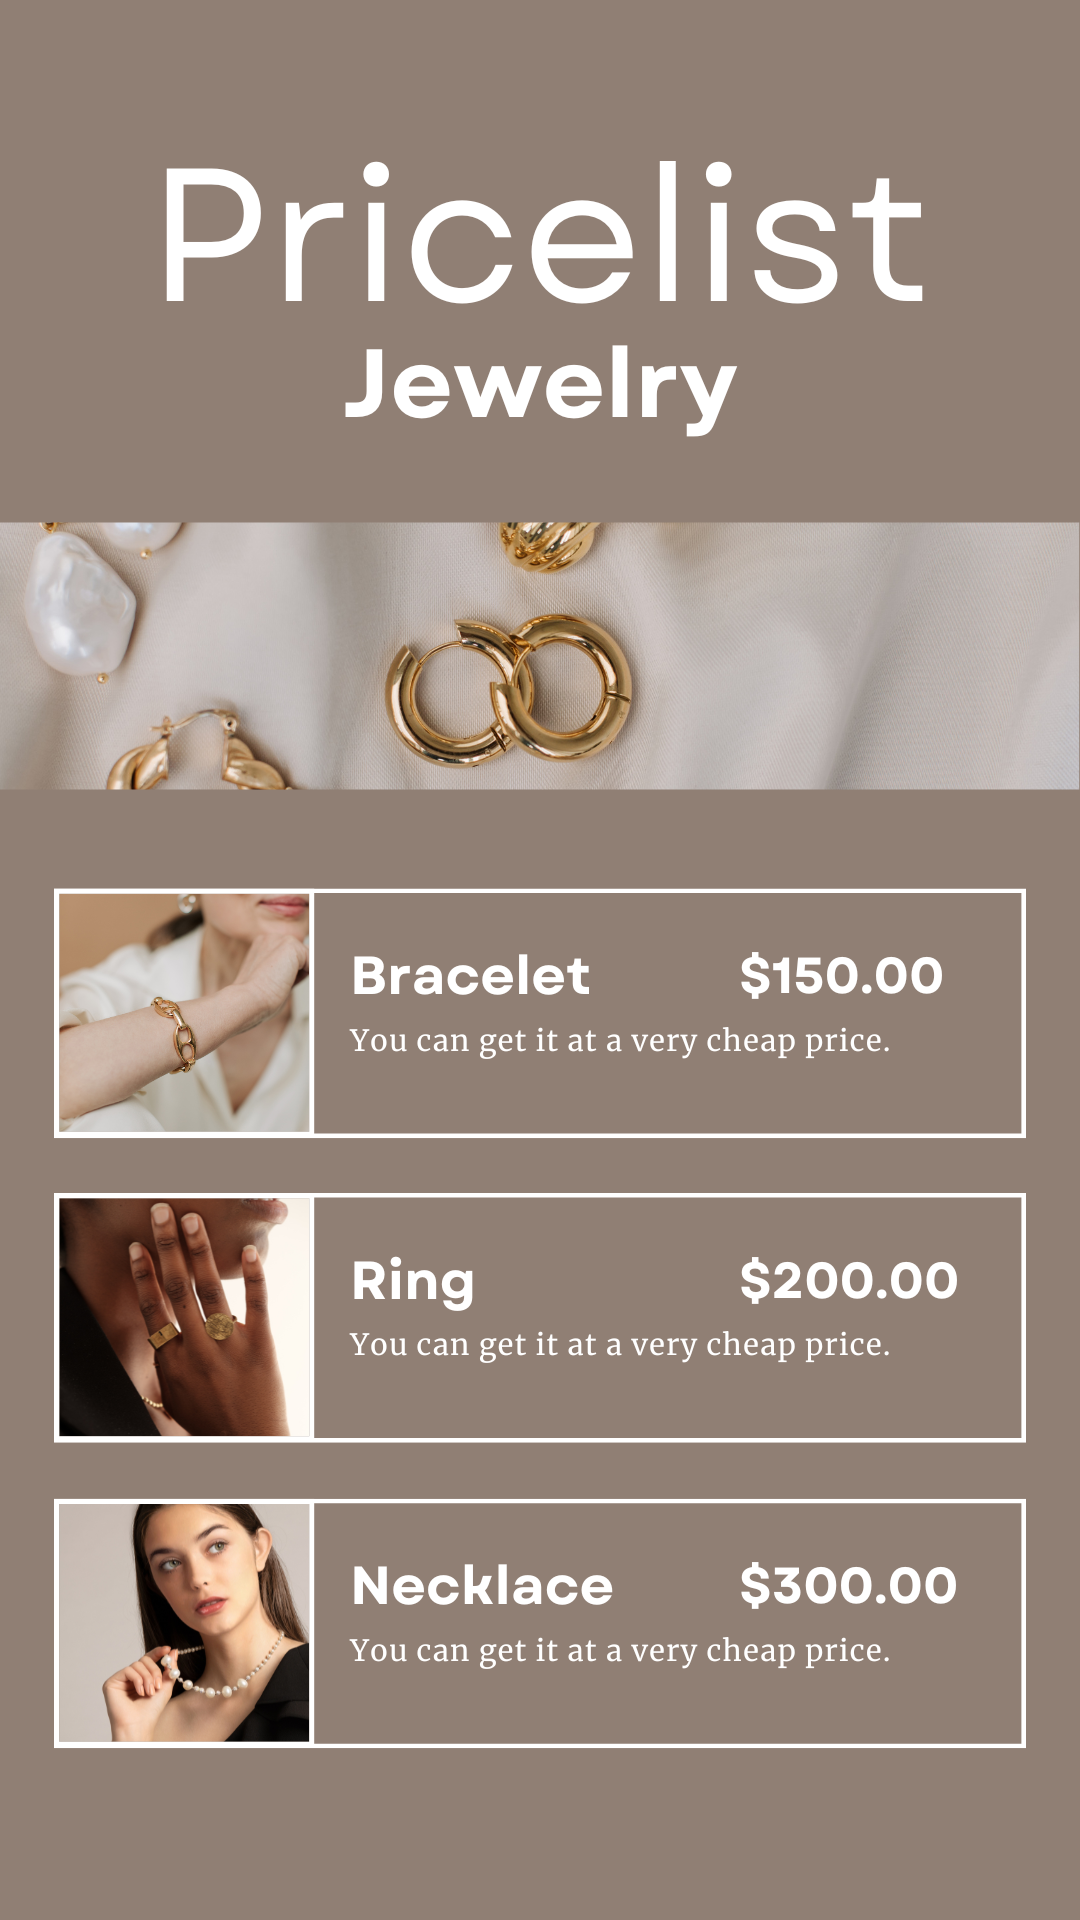 Pricelist
Jewelry
Bracelet $150.00
You can get it at a very cheap price.
Ring $200.00
You can get it at a very cheap price.
Necklace $300.00
You can get it at a very cheap price.